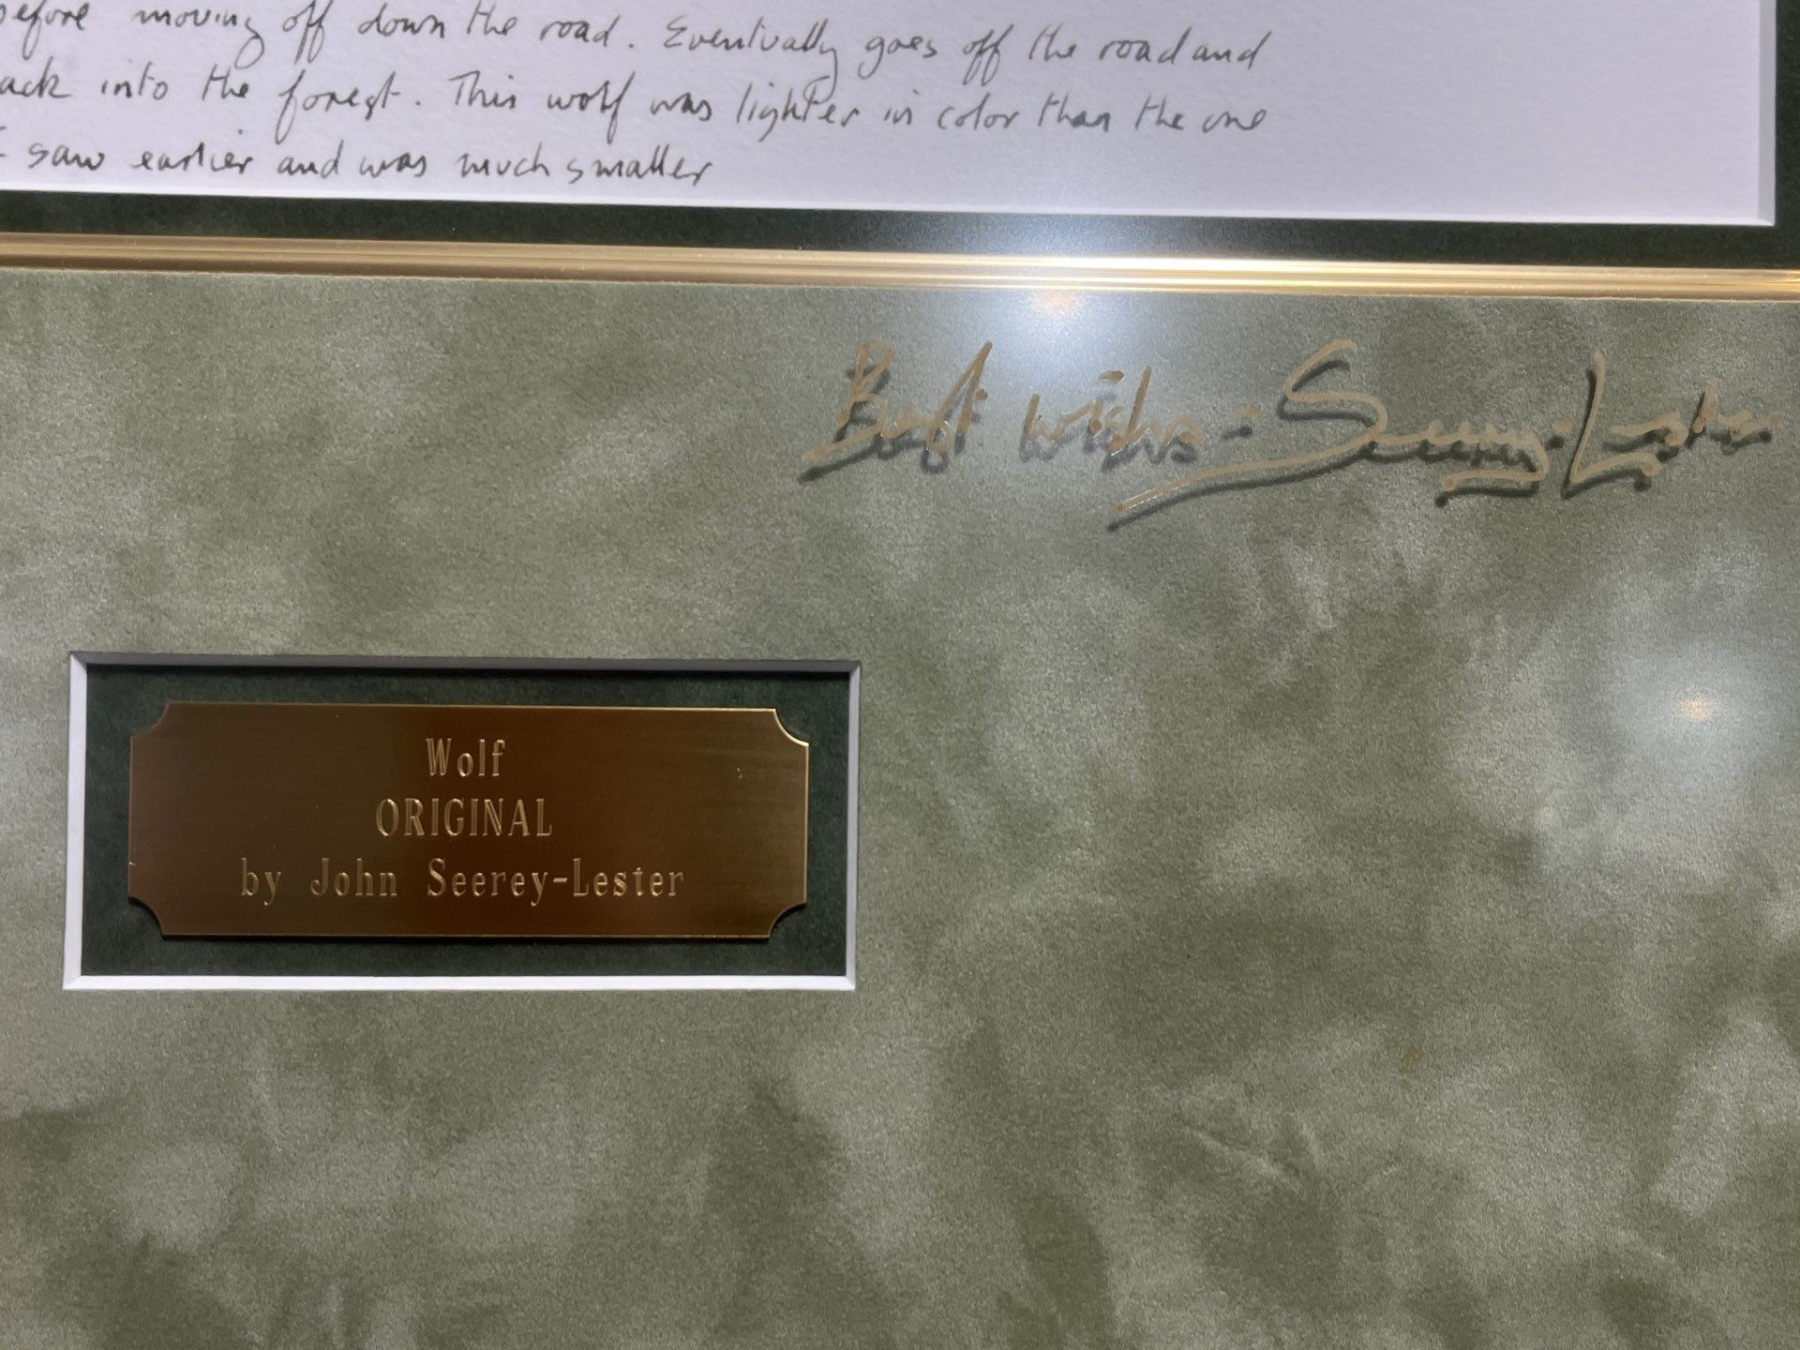 before moving off down the road. Eventually goes off the road and
ack into the forest. This wolf was lighter in color than the one
I saw earlier and was much smaller
Best wishes - Seerey-Lester
Wolf
ORIGINAL
by John Seerey-Lester